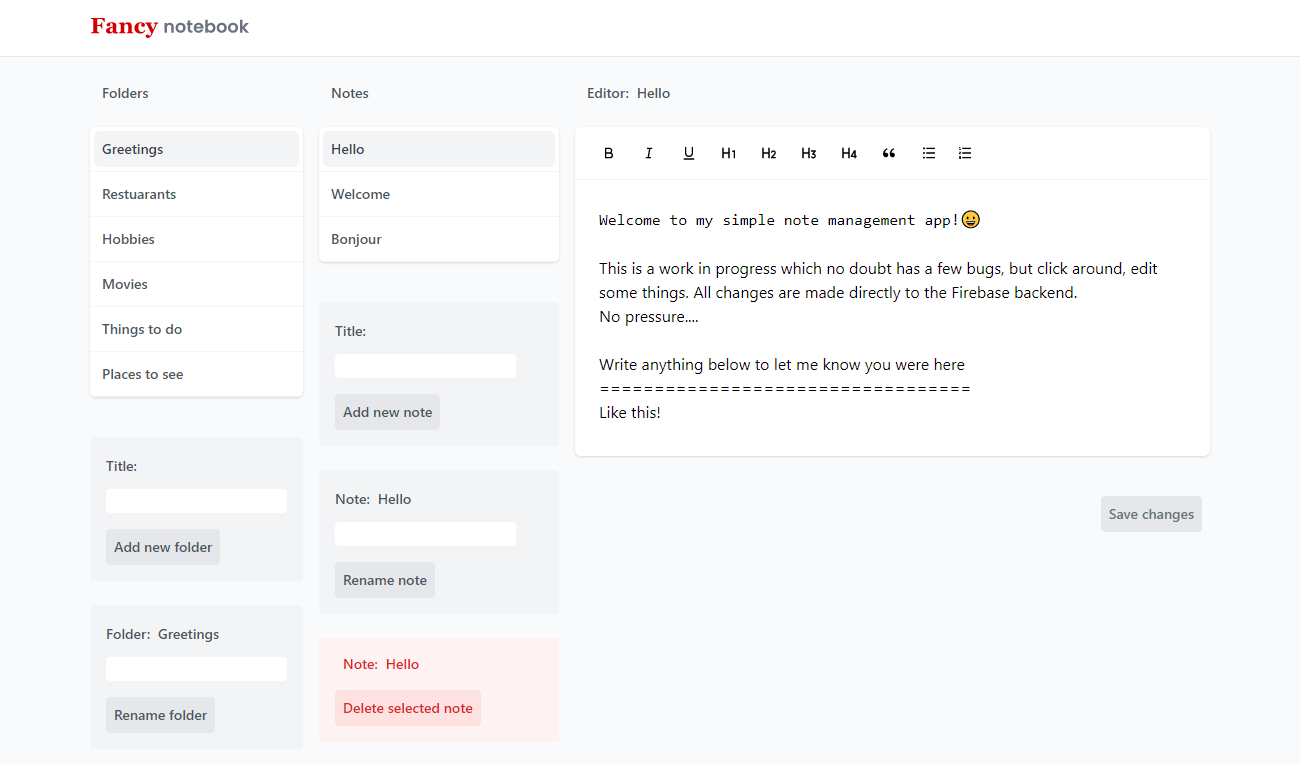 Fancy notebook
Folders
Greetings
Restuarants
Hobbies
Movies
Things to do
Places to see
Title:
Add new folder
Folder: Greetings
Rename folder
Notes
Hello
Welcome
Bonjour
Title:
Add new note
Note: Hello
Rename note
Note: Hello
Delete selected note
Editor: Hello
B I U H1 H2 H3 H4 “
Welcome to my simple note management app!😀
This is a work in progress which no doubt has a few bugs, but click around, edit
some things. All changes are made directly to the Firebase backend.
No pressure....
Write anything below to let me know you were here
==================================
Like this!
Save changes